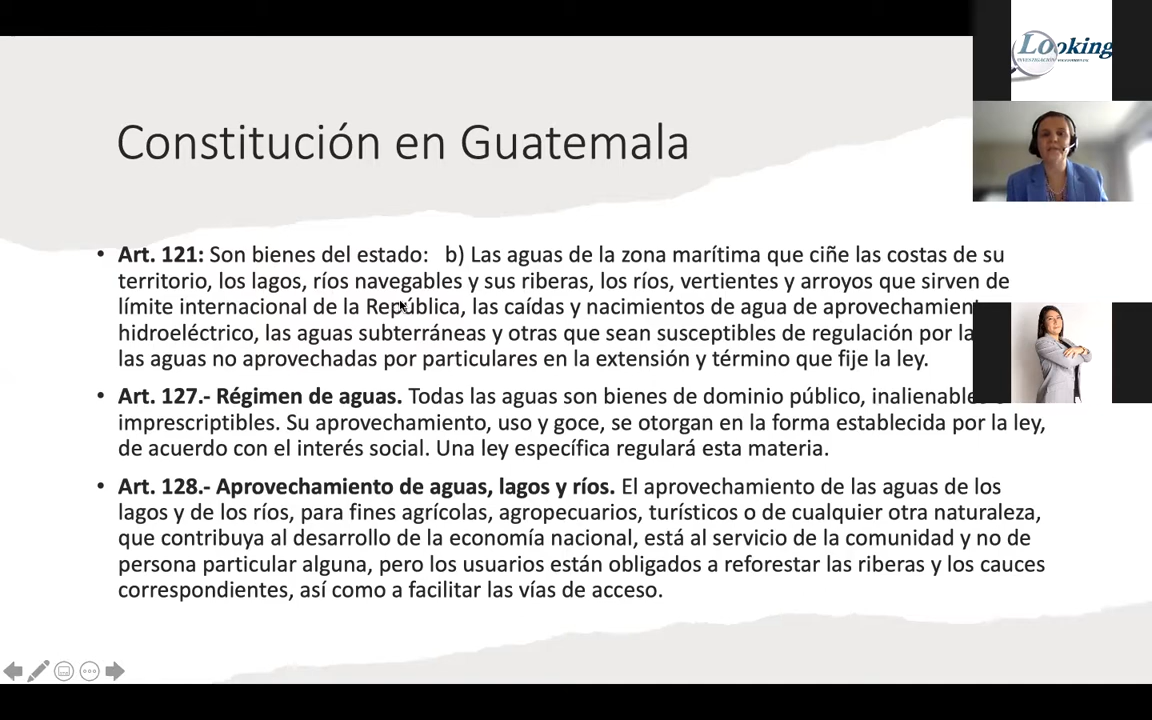 Looking
INVESTIGACIÓN
Constitución en Guatemala
• Art. 121: Son bienes del estado: b) Las aguas de la zona marítima que ciñe las costas de su
territorio, los lagos, ríos navegables y sus riberas, los ríos, vertientes y arroyos que sirven de
límite internacional de la República, las caídas y nacimientos de agua de
hidroeléctrico, las aguas subterráneas y otras que sean susceptibles de regulación por la
las aguas no aprovechadas por particulares en la extensión y término que fije la ley.
• Art. 127.- Régimen de aguas. Todas las aguas son bienes de dominio público,
imprescriptibles. Su aprovechamiento, uso y goce, se otorgan en la forma establecida por la ley,
de acuerdo con el interés social. Una ley específica regulará esta materia.
• Art. 128.- Aprovechamiento de aguas, lagos y ríos. El aprovechamiento de las aguas de los
lagos y de los ríos, para fines agrícolas, agropecuarios, turísticos o de cualquier otra naturaleza,
que contribuya al desarrollo de la economía nacional, está al servicio de la comunidad y no de
persona particular alguna, pero los usuarios están obligados a reforestar las riberas y los cauces
correspondientes, así como a facilitar las vías de acceso.